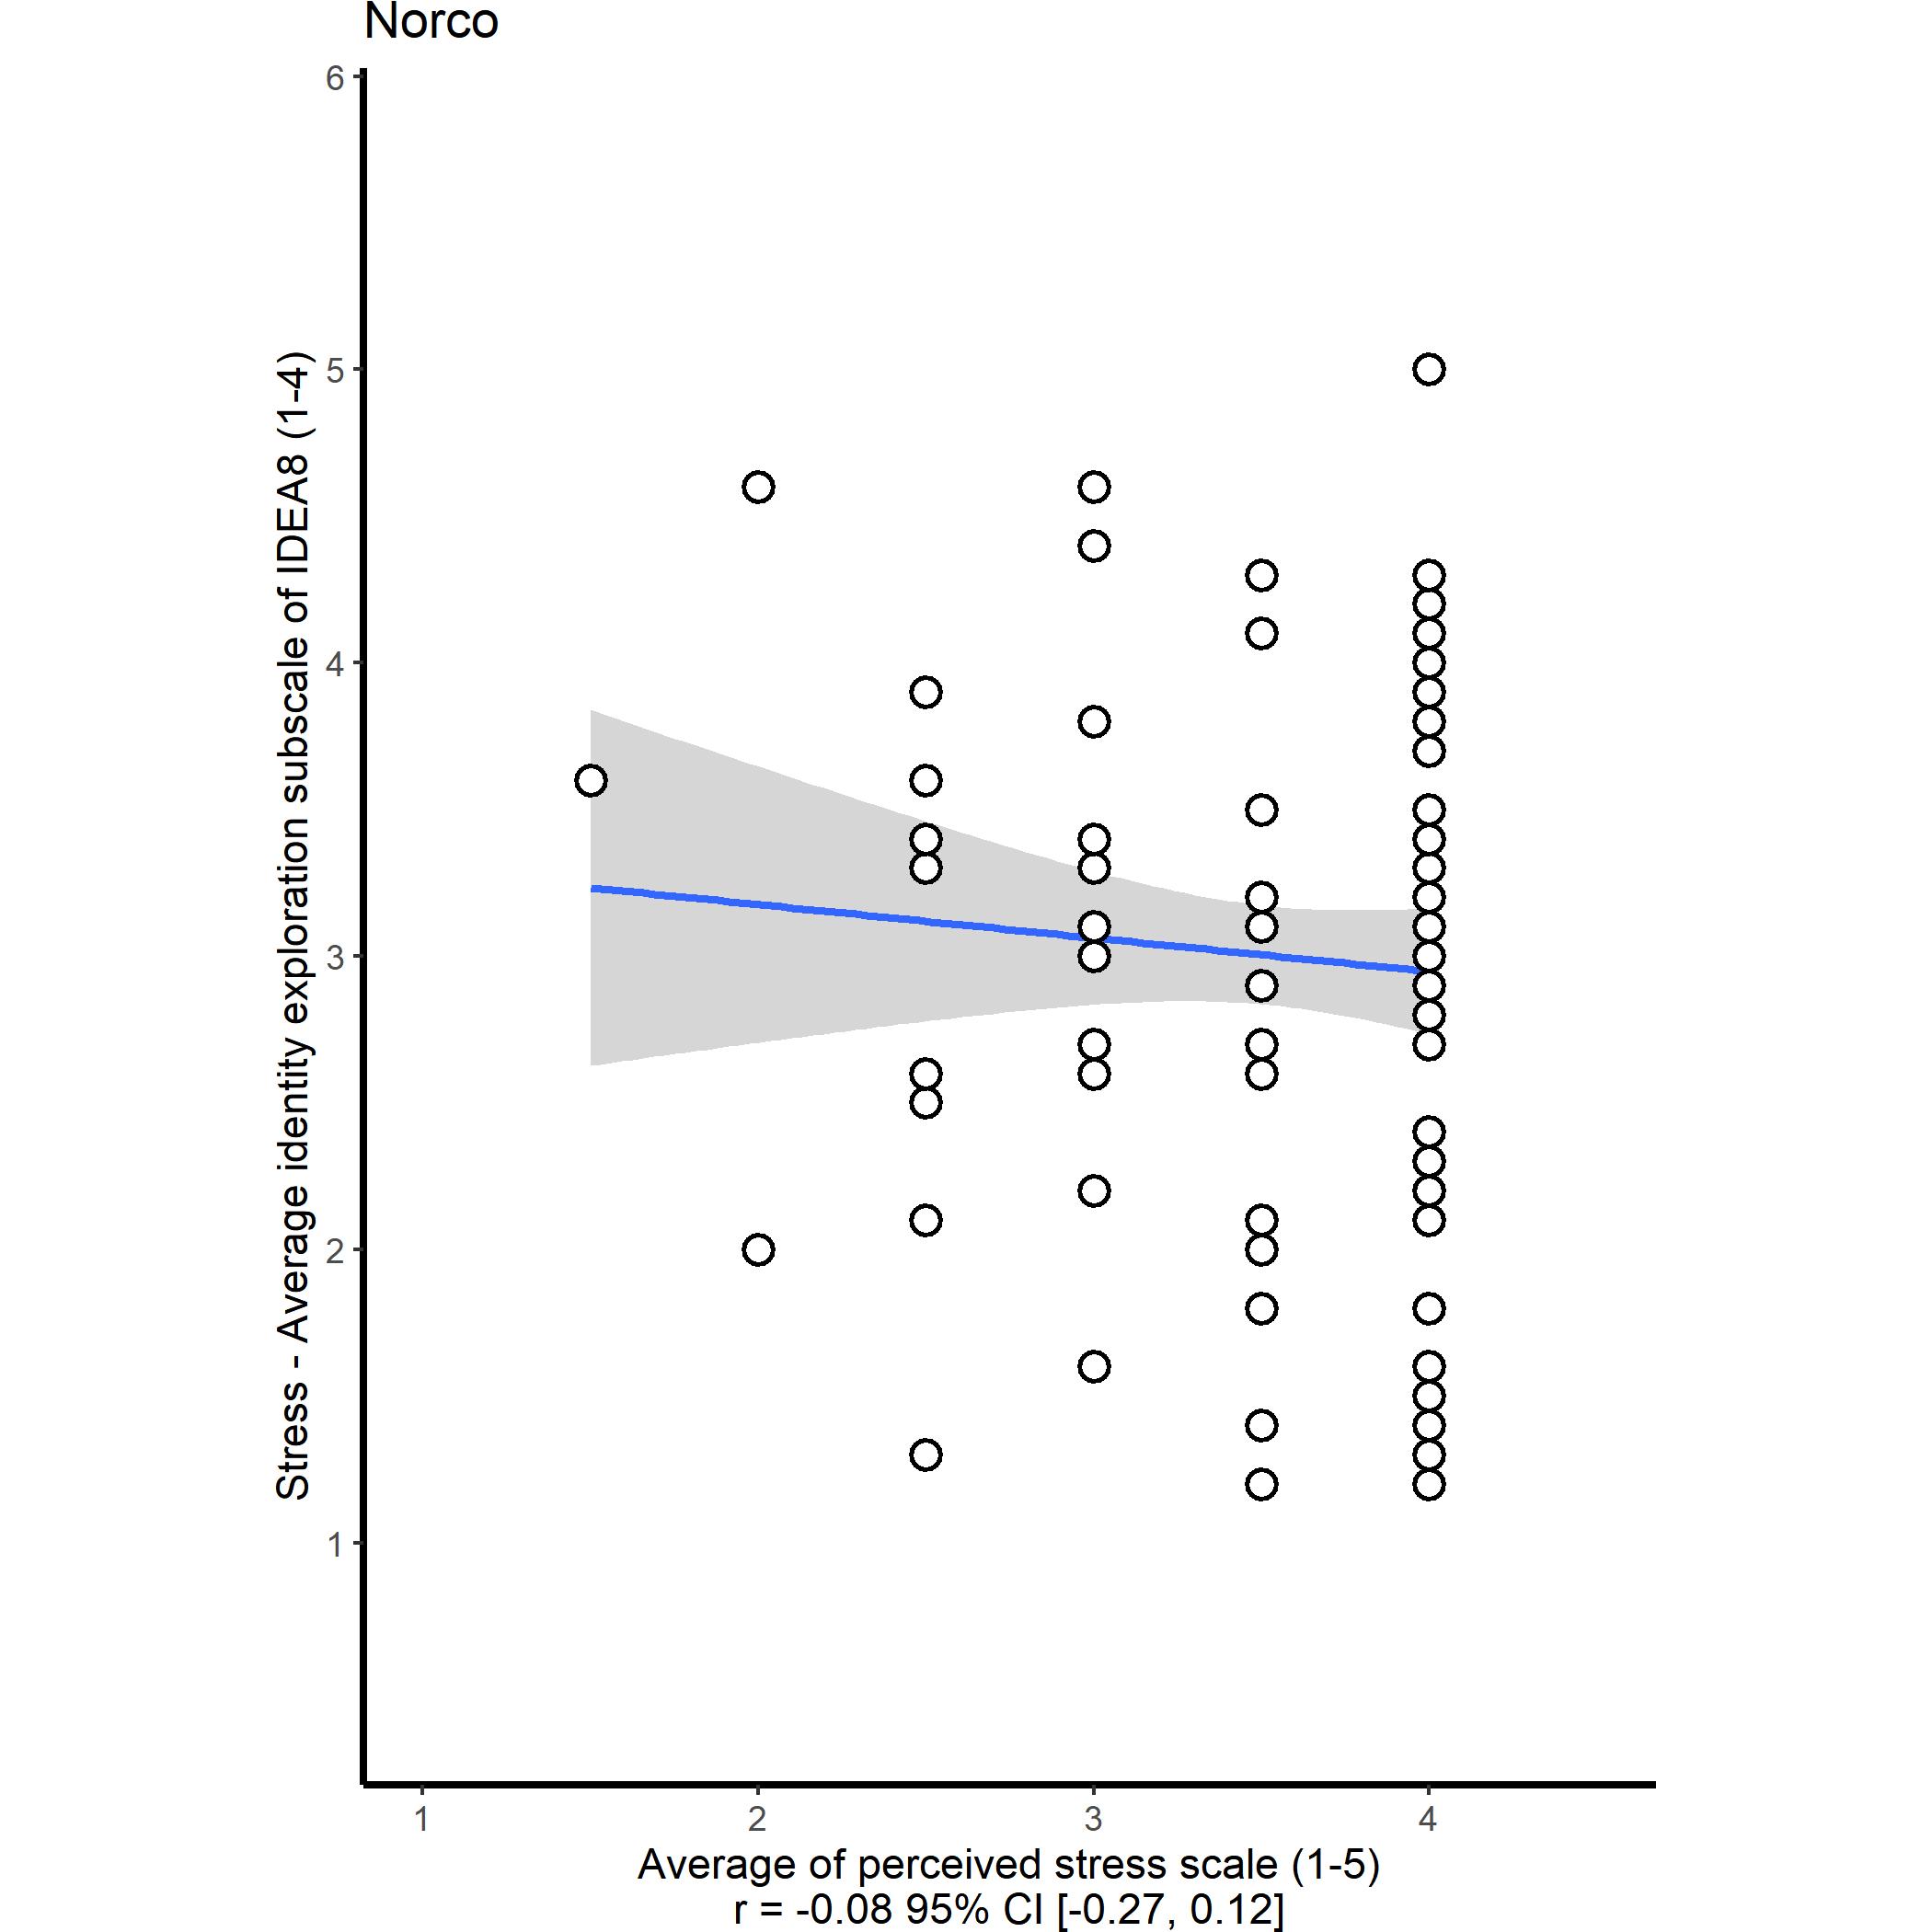 Norco
6
5
4
3
2
1
Stress - Average identity exploration subscale of IDEA8 (1-4)
1 2 3 4
Average of perceived stress scale (1-5)
r = -0.08 95% CI [-0.27, 0.12]